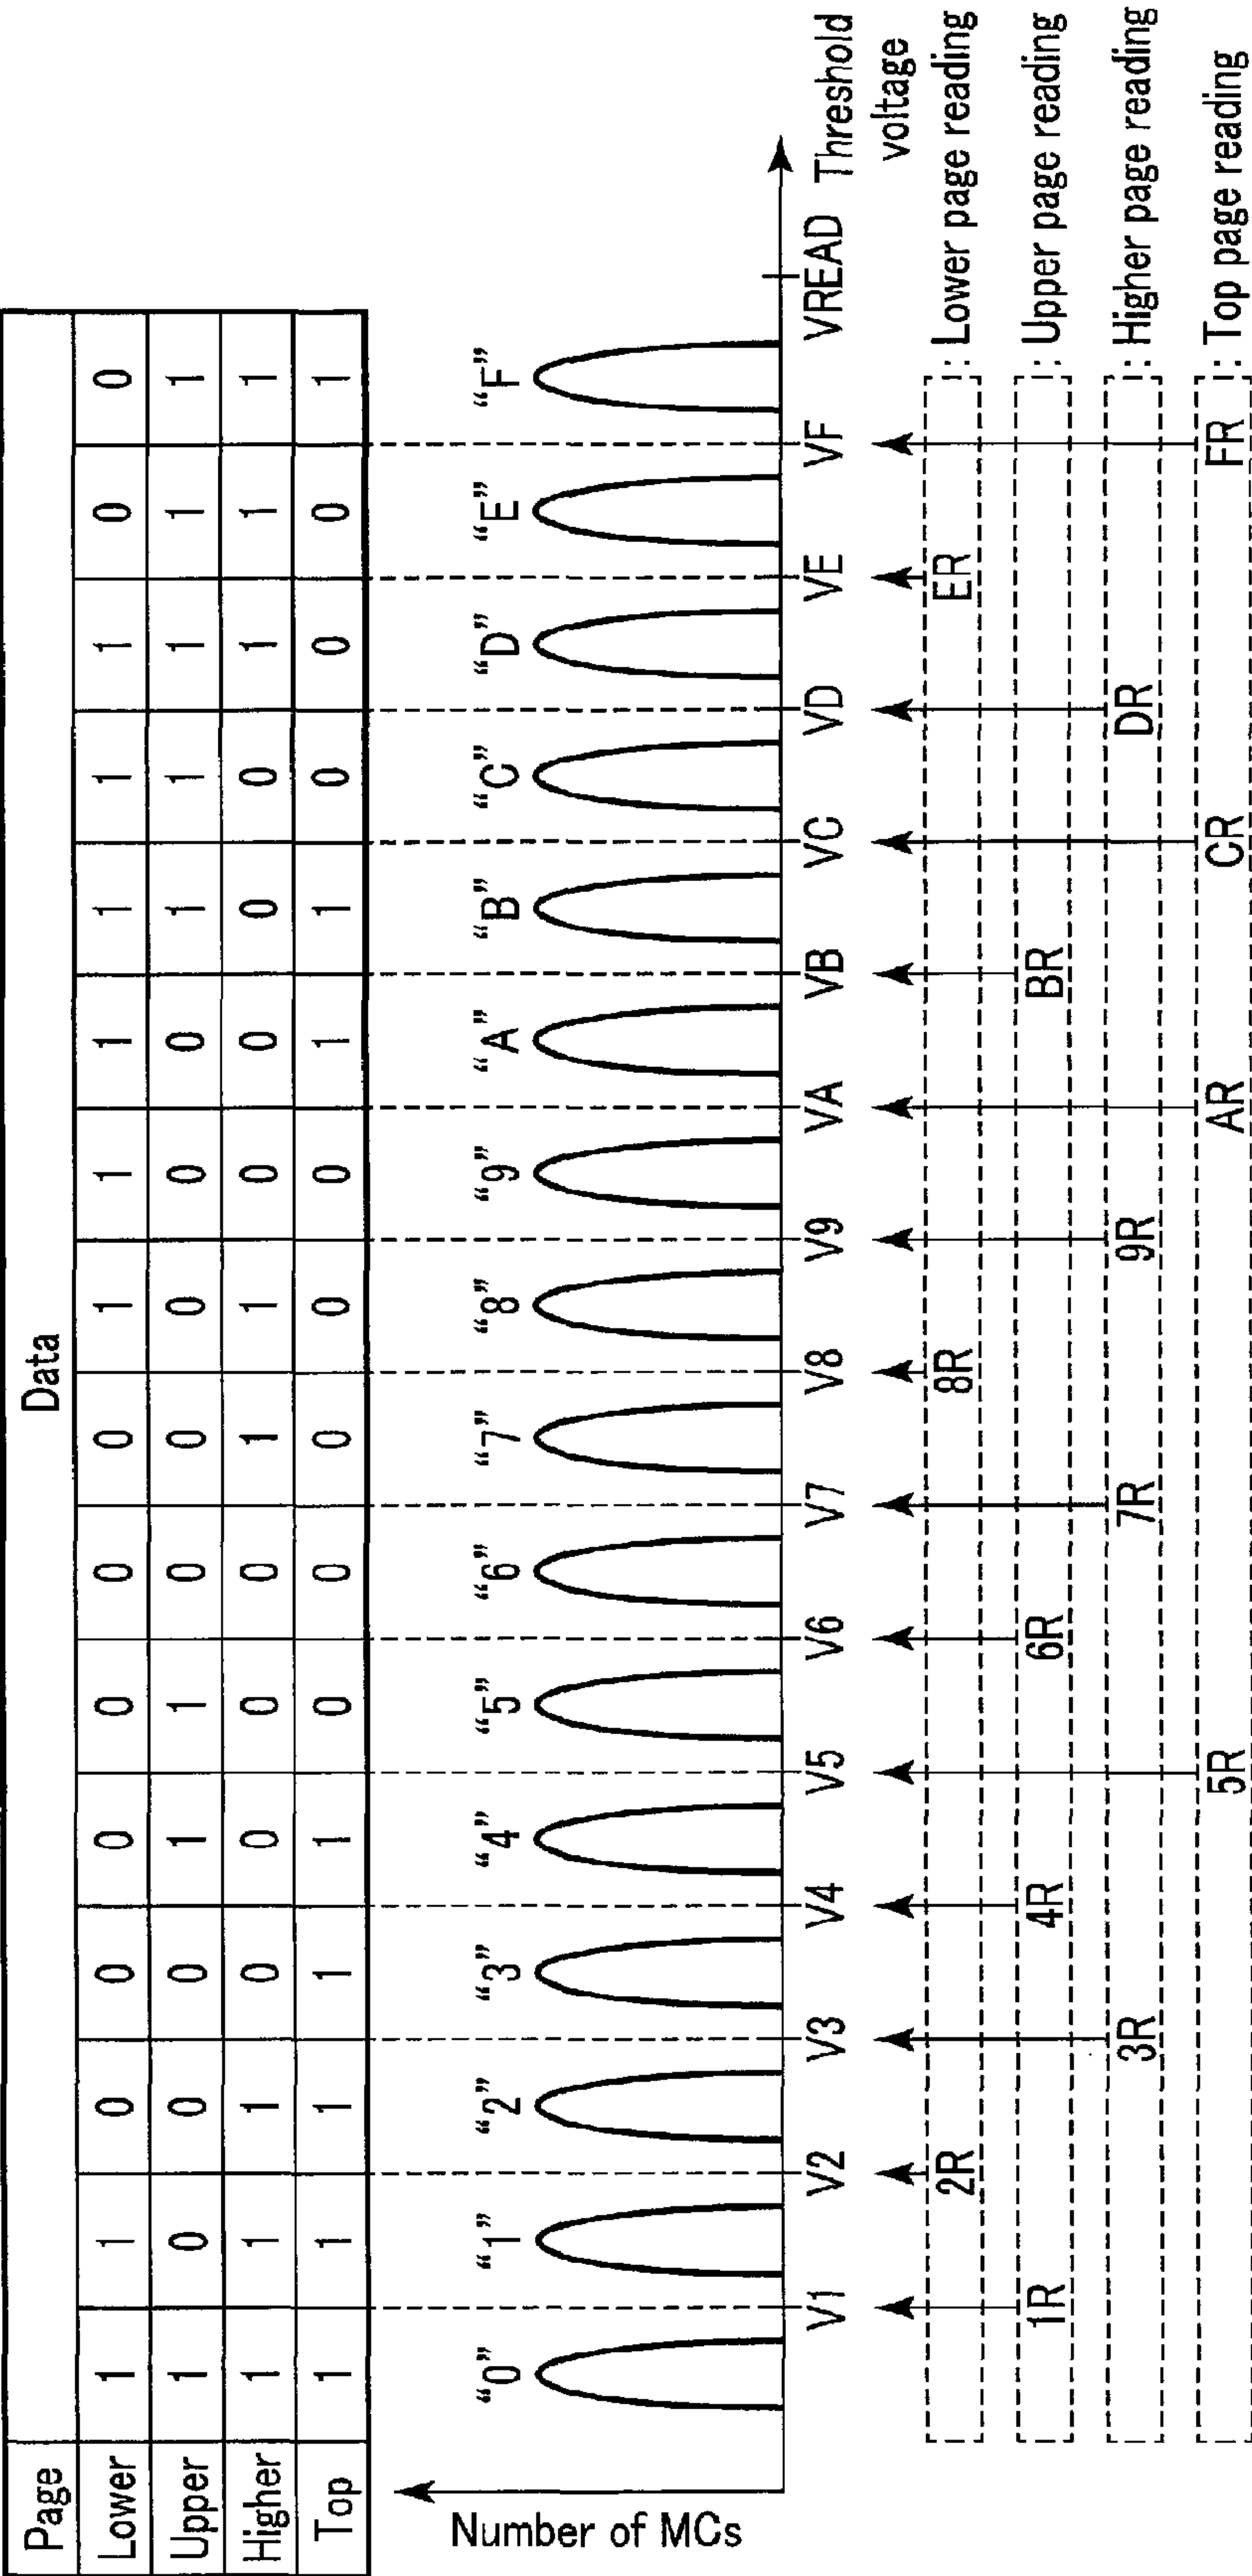 Page Data
Lower 1 1 0 0 0 0 0 0 1 1 1 1 1 1 0 0
Upper 1 0 0 0 1 1 0 0 0 0 0 1 1 1 1 1
Higher 1 1 1 0 0 0 0 1 1 0 0 0 0 1 1 1
Top 1 1 1 1 1 0 0 0 0 0 1 1 0 0 0 1
Number of MCs
“0” “1” “2” “3” “4” “5” “6” “7” “8” “9” “A” “B” “C” “D” “E” “F”
V1 V2 V3 V4 V5 V6 V7 V8 V9 VA VB VC VD VE VF VREAD Threshold
voltage
2R 8R ER : Lower page reading
1R 4R 6R BR : Upper page reading
3R 7R 9R DR : Higher page reading
5R AR CR FR : Top page reading